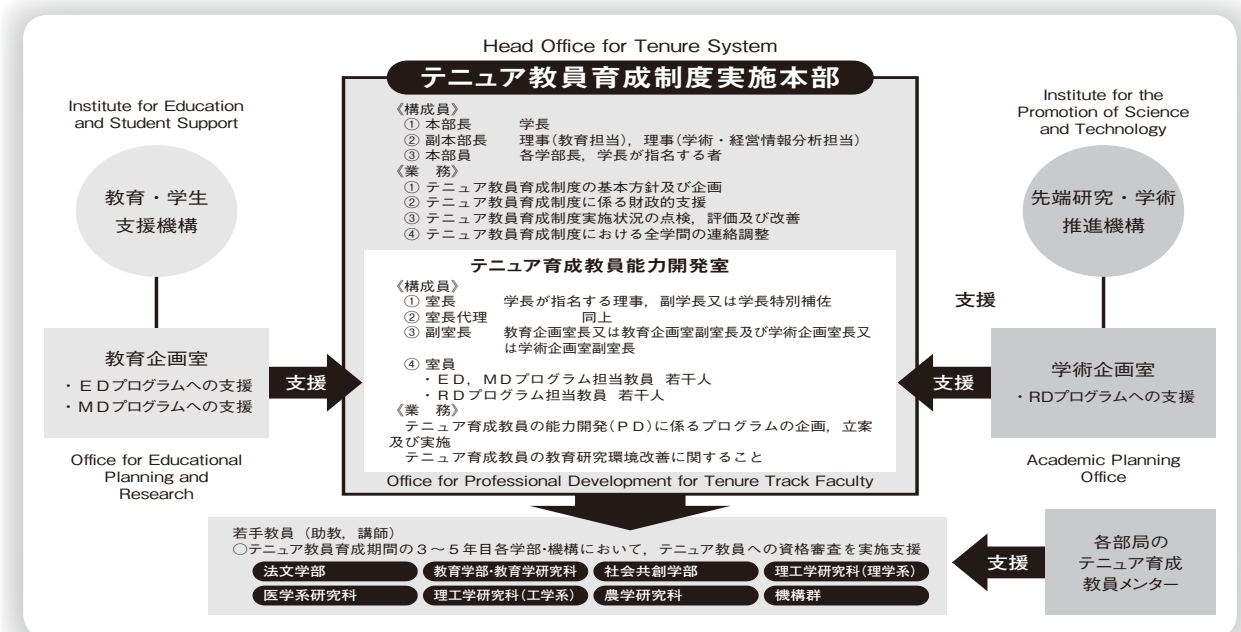 Head Office for Tenure System
テニュア教員育成制度実施本部
《構成員》
① 本部長 学長
② 副本部長 理事(教育担当)，理事(学術・経営情報分析担当)
③ 本部員 各学部長，学長が指名する者
《業 務》
① テニュア教員育成制度の基本方針及び企画
② テニュア教員育成制度に係る財政的支援
③ テニュア教員育成制度実施状況の点検，評価及び改善
④ テニュア教員育成制度における全学間の連絡調整
テニュア育成教員能力開発室
《構成員》
① 室長 学長が指名する理事，副学長又は学長特別補佐
② 室長代理 同上
③ 副室長 教育企画室長又は教育企画室副室長及び学術企画室長又
は学術企画室副室長
④ 室員
・ＥＤ，ＭＤプログラム担当教員 若干人
・ＲＤプログラム担当教員 若干人
《業 務》
テニュア育成教員の能力開発(ＰＤ)に係るプログラムの企画，立案
及び実施
テニュア育成教員の教育研究環境改善に関すること
Office for Professional Development for Tenure Track Faculty
Institute for Education
and Student Support
教育・学生
支援機構
教育企画室
・ＥＤプログラムへの支援
・ＭＤプログラムへの支援
支援
Office for Educational
Planning and
Research
Institute for the
Promotion of Science
and Technology
先端研究・学術
推進機構
支援
学術企画室
・RDプログラムへの支援
支援
Academic Planning
Office
若手教員（助教，講師）
○テニュア教員育成期間の３～５年目各学部・機構において，テニュア教員への資格審査を実施支援
法文学部 教育学部・教育学研究科 社会共創学部 理工学研究科(理学系)
医学系研究科 理工学研究科(工学系) 農学研究科 機構群
支援
各部局の
テニュア育成
教員メンター